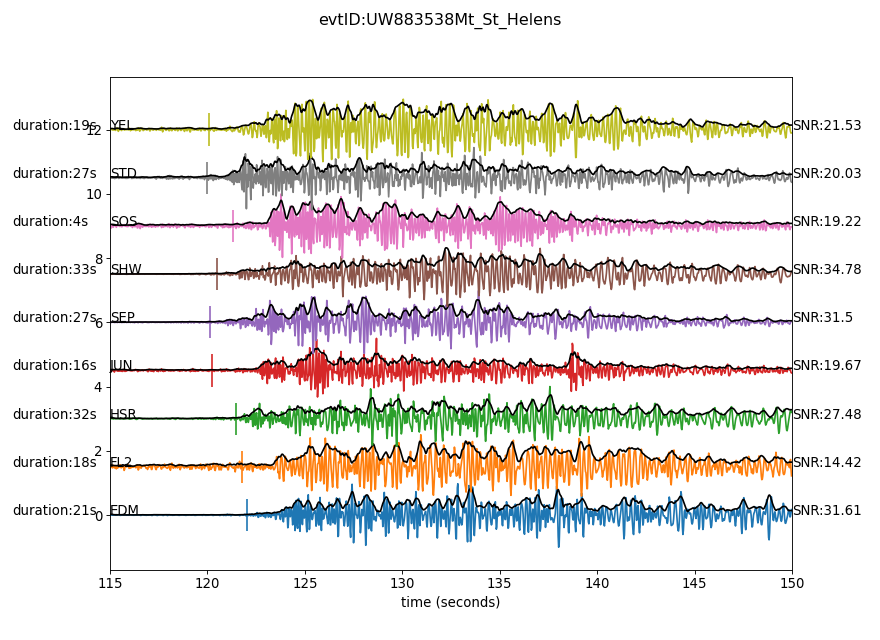 evtID:UW883538Mt_St_Helens
duration:19s YEL SNR:21.53
12
duration:27s STD SNR:20.03
10
duration:4s SOS SNR:19.22
8
duration:33s SHW SNR:34.78
duration:27s SEP SNR:31.5
6
duration:16s JUN SNR:19.67
4
duration:32s HSR SNR:27.48
2
duration:18s FL2 SNR:14.42
duration:21s EDM SNR:31.61
0
115 120 125 130 135 140 145 150
time (seconds)